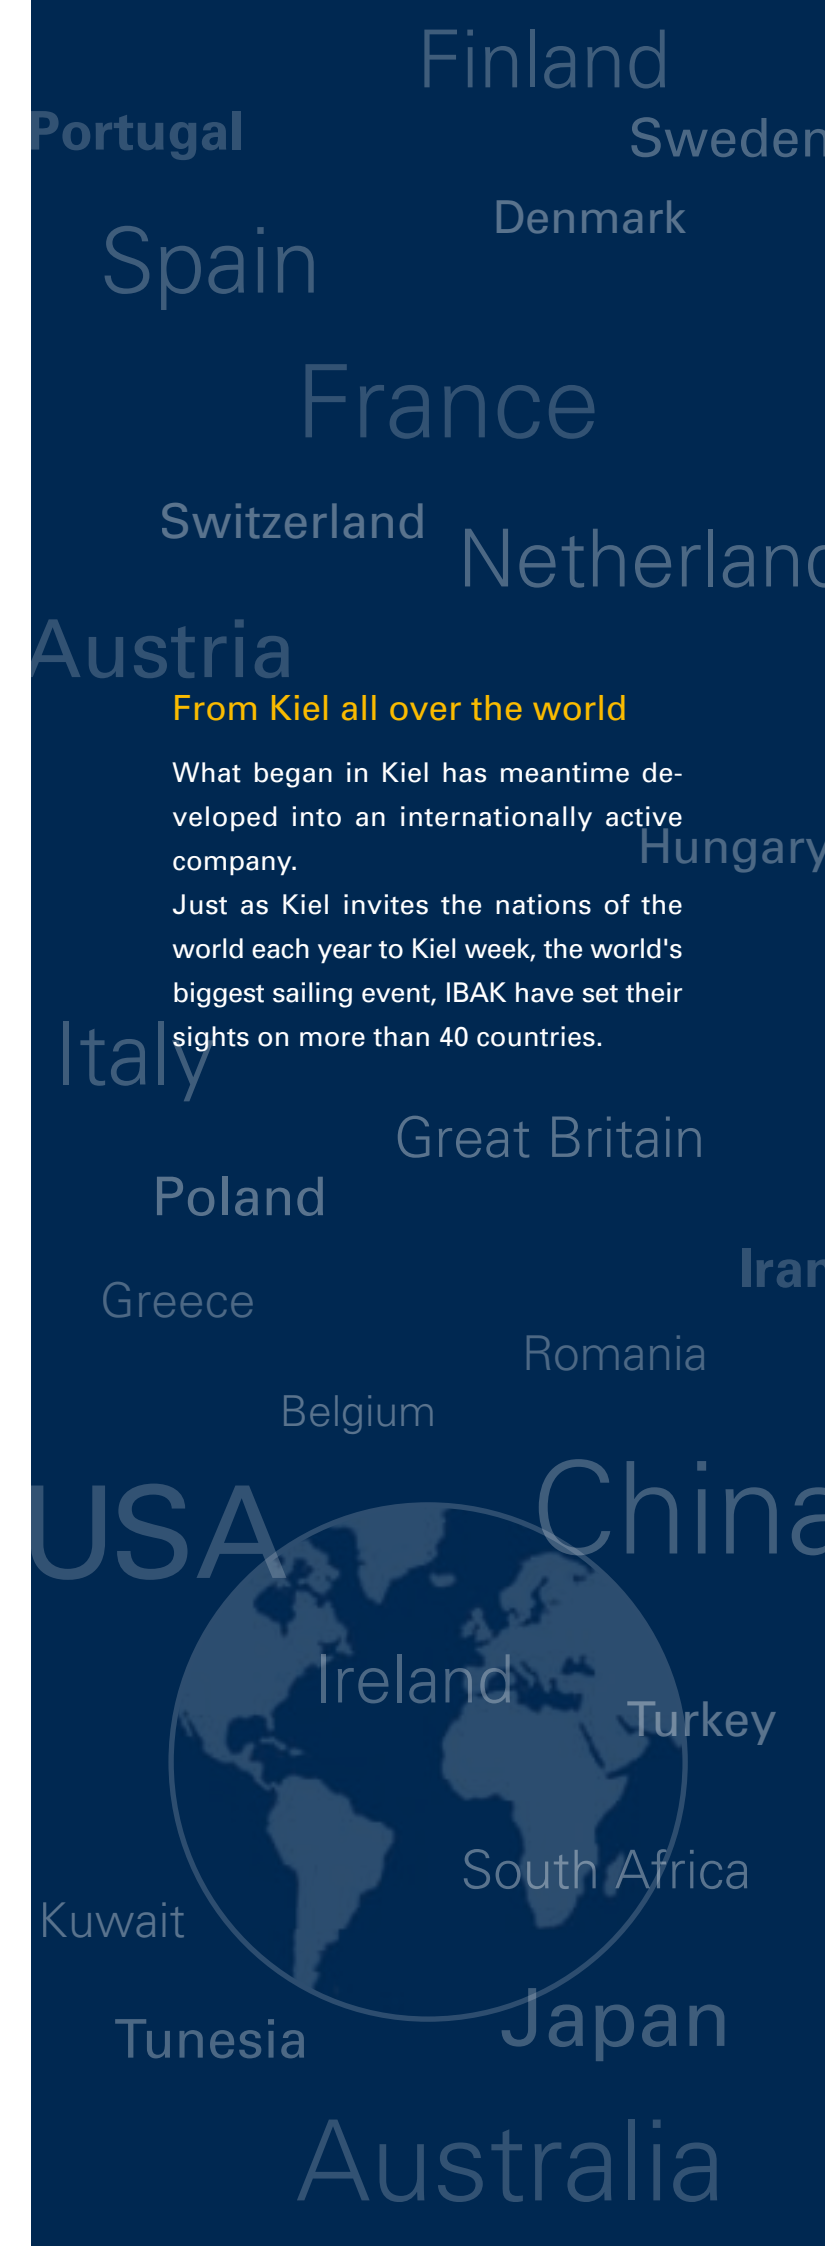 Finland
Portugal
Sweden
Denmark
Spain
France
Switzerland
Netherland
Austria
From Kiel all over the world
What began in Kiel has meantime de-
veloped into an internationally active
company.
Hungary
Just as Kiel invites the nations of the
world each year to Kiel week, the world's
biggest sailing event, IBAK have set their
sights on more than 40 countries.
Italy
Great Britain
Poland
Iran
Greece
Romania
Belgium
China
USA
Ireland
Turkey
South Africa
Kuwait
Japan
Tunesia
Australia